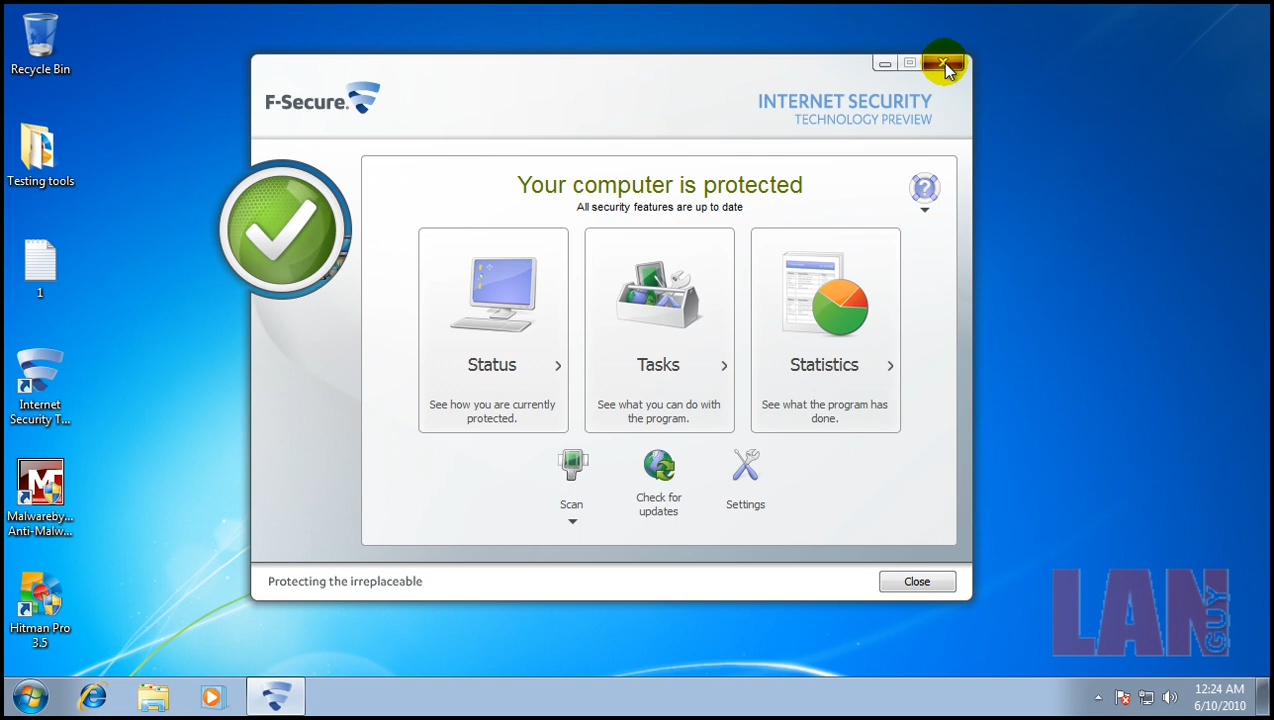 Recycle Bin
Testing tools
1
Internet
Security T...
Malwareby...
Anti-Malw...
Hitman Pro
3.5
F-Secure.
INTERNET SECURITY
TECHNOLOGY PREVIEW
Your computer is protected
All security features are up to date
?
Status
See how you are currently
protected.
Tasks
See what you can do with
the program.
Statistics
See what the program has
done.
Scan
Check for
updates
Settings
Protecting the irreplaceable
Close
LAN
GUY
12:24 AM
6/10/2010